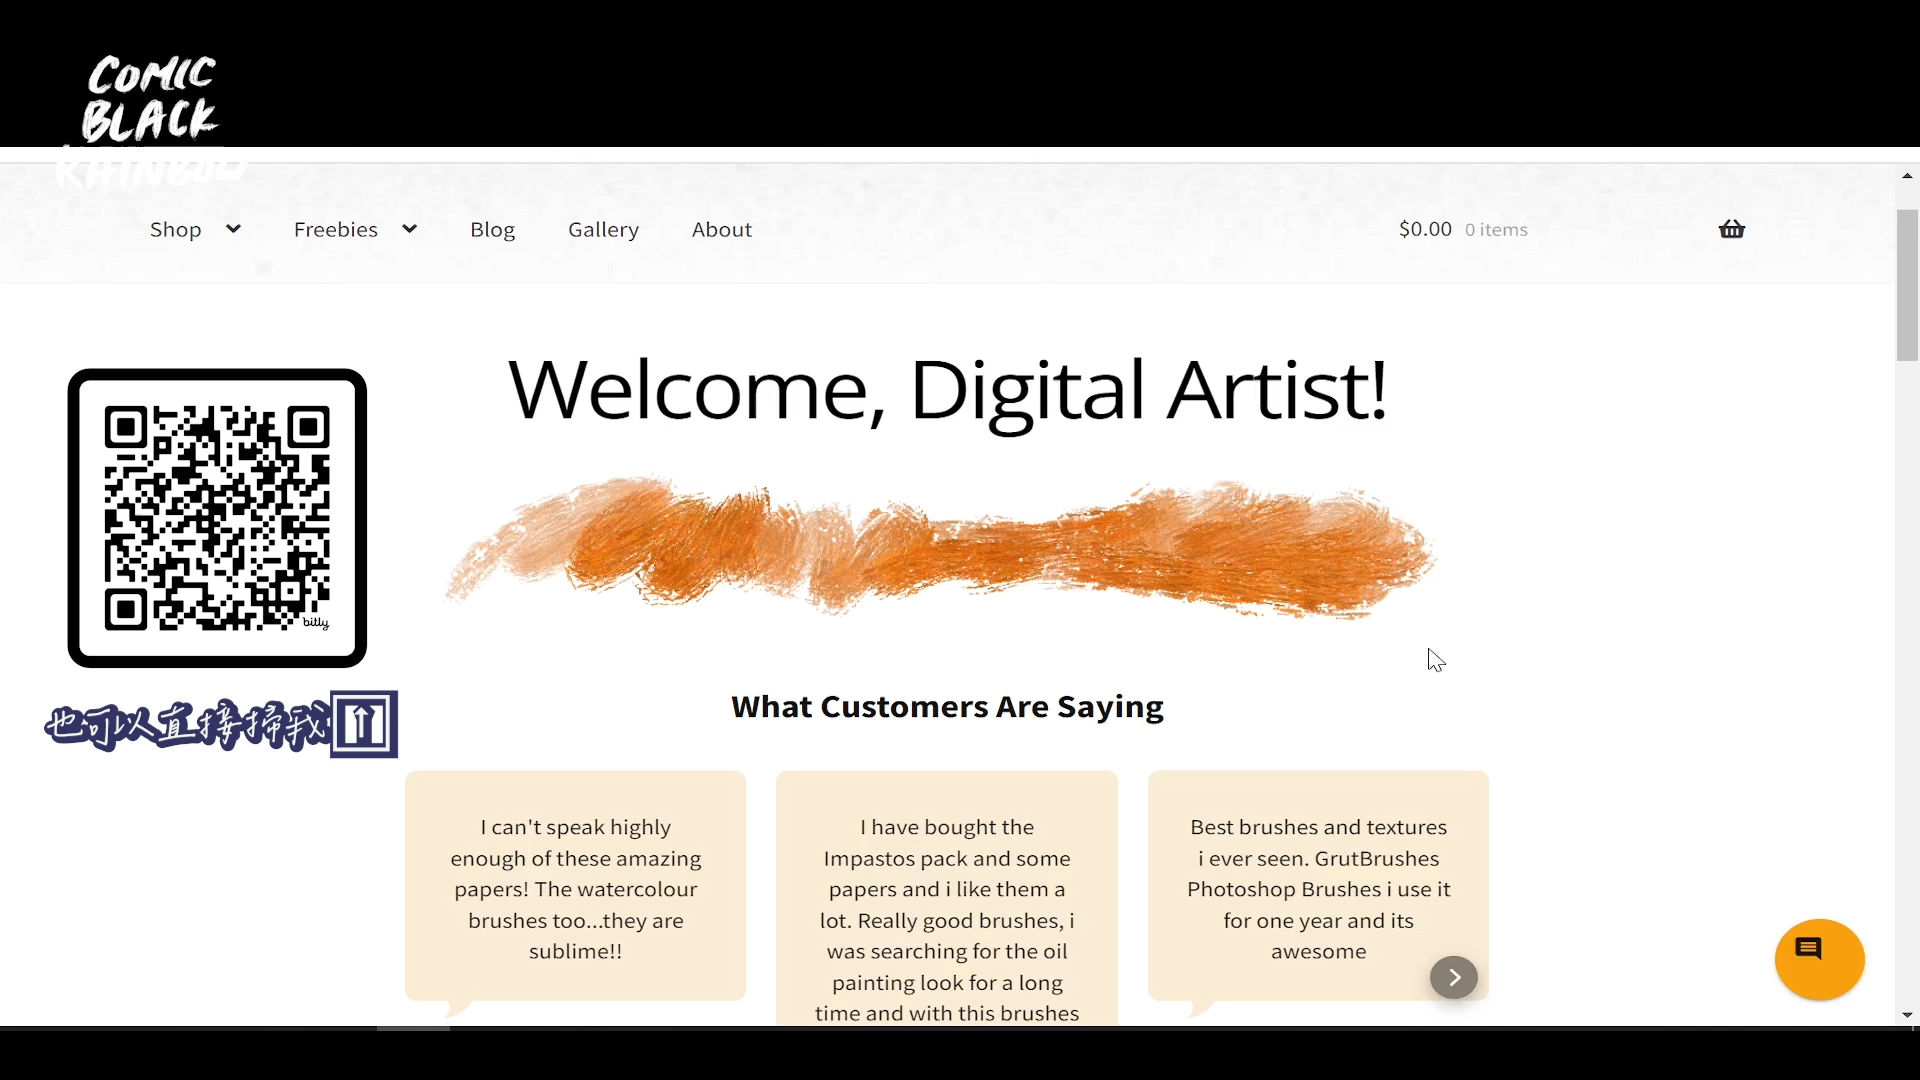 COMIC
BLACK
RAINBOW
Shop
Freebies
Blog
Gallery
About
$0.00 0 items
Welcome, Digital Artist!
bitly
也可以直接掃我
What Customers Are Saying
I can't speak highly
enough of these amazing
papers! The watercolour
brushes too...they are
sublime!!
I have bought the
Impastos pack and some
papers and i like them a
lot. Really good brushes, i
was searching for the oil
painting look for a long
time and with this brushes
Best brushes and textures
i ever seen. GrutBrushes
Photoshop Brushes i use it
for one year and its
awesome